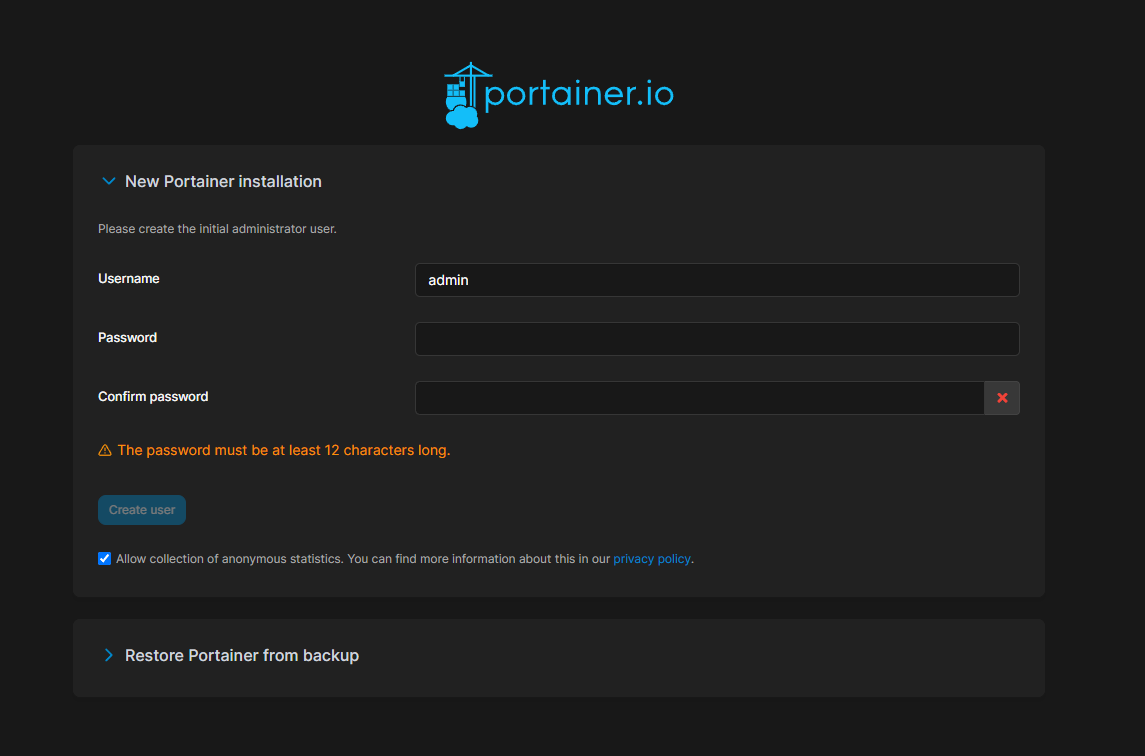 portainer.io
New Portainer installation
Please create the initial administrator user.
Username
admin
Password
Confirm password
The password must be at least 12 characters long.
Create user
Allow collection of anonymous statistics. You can find more information about this in our privacy policy.
Restore Portainer from backup